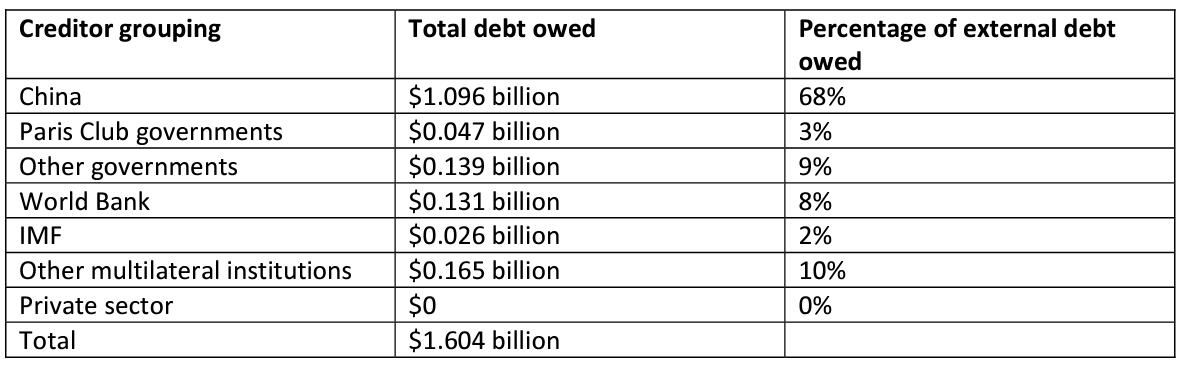 Creditor grouping Total debt owed Percentage of external debt
owed
China $1.096 billion 68%
Paris Club governments $0.047 billion 3%
Other governments $0.139 billion 9%
World Bank $0.131 billion 8%
IMF $0.026 billion 2%
Other multilateral institutions $0.165 billion 10%
Private sector $0 0%
Total $1.604 billion